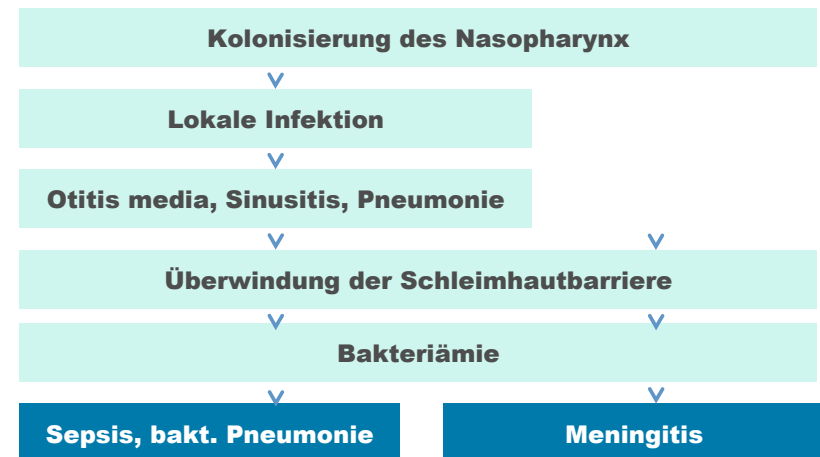 Kolonisierung des Nasopharynx
Lokale Infektion
Otitis media, Sinusitis, Pneumonie
Überwindung der Schleimhautbarriere
Bakteriämie
Sepsis, bakt. Pneumonie
Meningitis